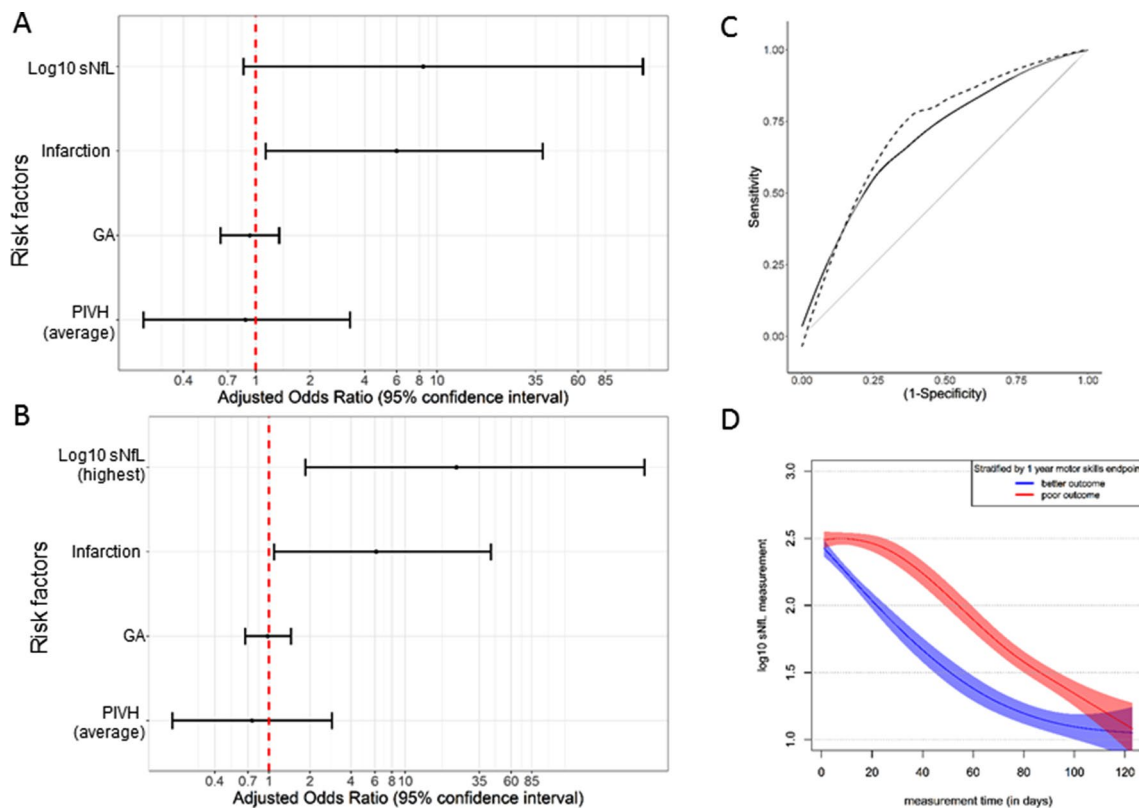 A
Risk factors
Log10 sNfL
Infarction
GA
PIVH
(average)
0.4 0.7 1 2 4 6 8 10 35 60 85
Adjusted Odds Ratio (95% confidence interval)
B
Risk factors
Log10 sNfL
(highest)
Infarction
GA
PIVH
(average)
0.4 0.7 1 2 4 6 8 10 35 60 85
Adjusted Odds Ratio (95% confidence interval)
C
Sensitivity
1.00
0.75
0.50
0.25
0.00
0.00 0.25 0.50 0.75 1.00
(1-Specificity)
D
Stratified by 1 year motor skills endpoin
better outcome
poor outcome
log10 sNfL measurement
3.0
2.5
2.0
1.5
1.0
0 20 40 60 80 100 120
measurement time (in days)